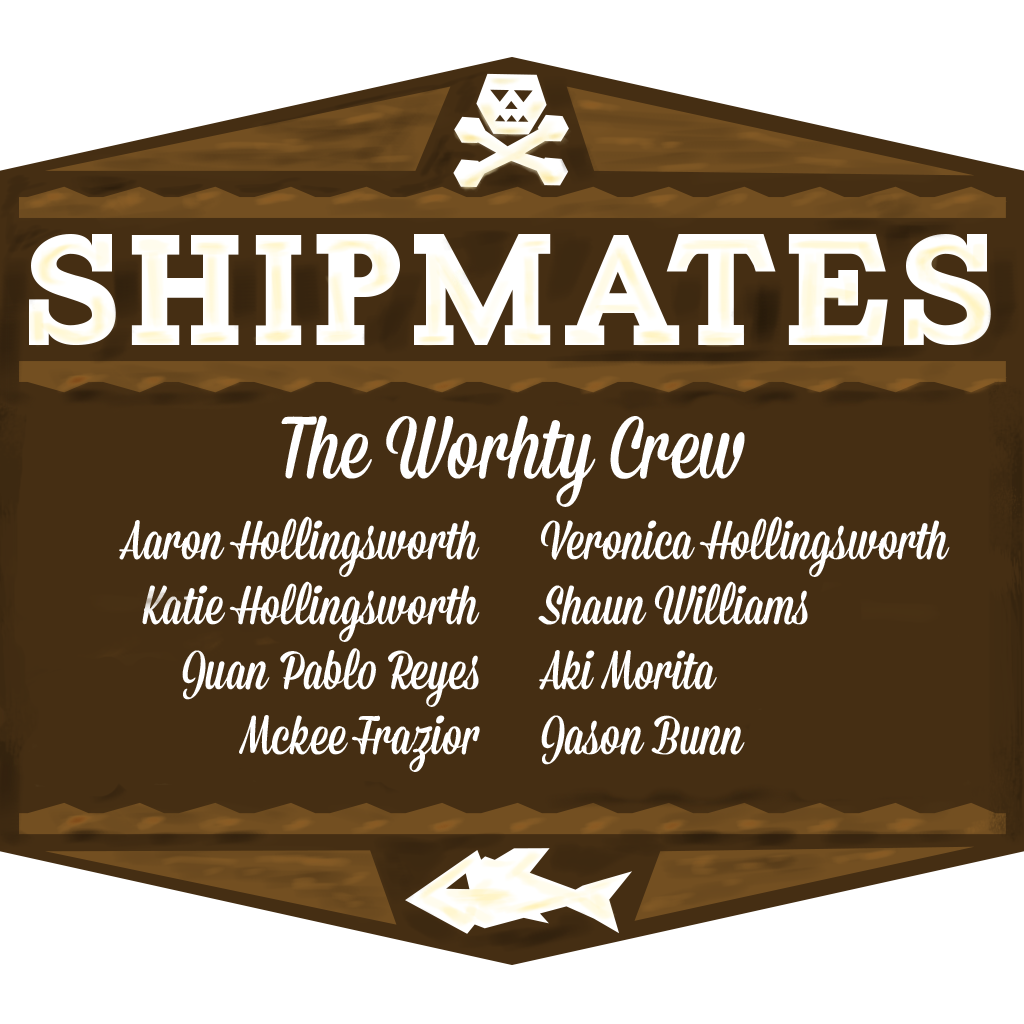 SHIPMATES
The Worhty Crew
Aaron Hollingsworth
Veronica Hollingsworth
Katie Hollingsworth
Shaun Williams
Juan Pablo Reyes
Aki Morita
Mckee Frazior
Jason Bunn